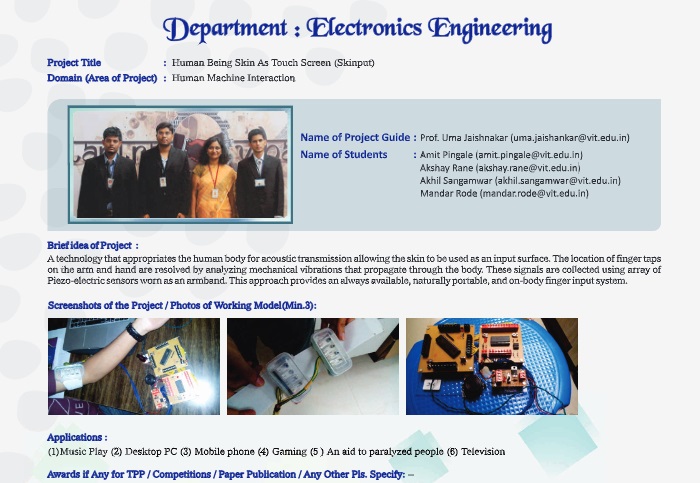 Department : Electronics Engineering
Project Title : Human Being Skin As Touch Screen (Skinput)
Domain (Area of Project) : Human Machine Interaction
Name of Project Guide : Prof. Uma Jaishnakar (uma.jaishankar@vit.edu.in)
Name of Students : Amit Pingale (amit.pingale@vit.edu.in)
Akshay Rane (akshay.rane@vit.edu.in)
Akhil Sangamwar (akhil.sangamwar@vit.edu.in)
Mandar Rode (mandar.rode@vit.edu.in)
Brief idea of Project :
A technology that appropriates the human body for acoustic transmission allowing the skin to be used as an input surface. The location of finger taps
on the arm and hand are resolved by analyzing mechanical vibrations that propagate through the body. These signals are collected using array of
Piezo-electric sensors worn as an armband. This approach provides an always available, naturally portable, and on-body finger input system.
Screenshots of the Project / Photos of Working Model(Min.3):
Applications :
(1)Music Play (2) Desktop PC (3) Mobile phone (4) Gaming (5 ) An aid to paralyzed people (6) Television
Awards if Any for TPP / Competitions / Paper Publication / Any Other Pls. Specify: –